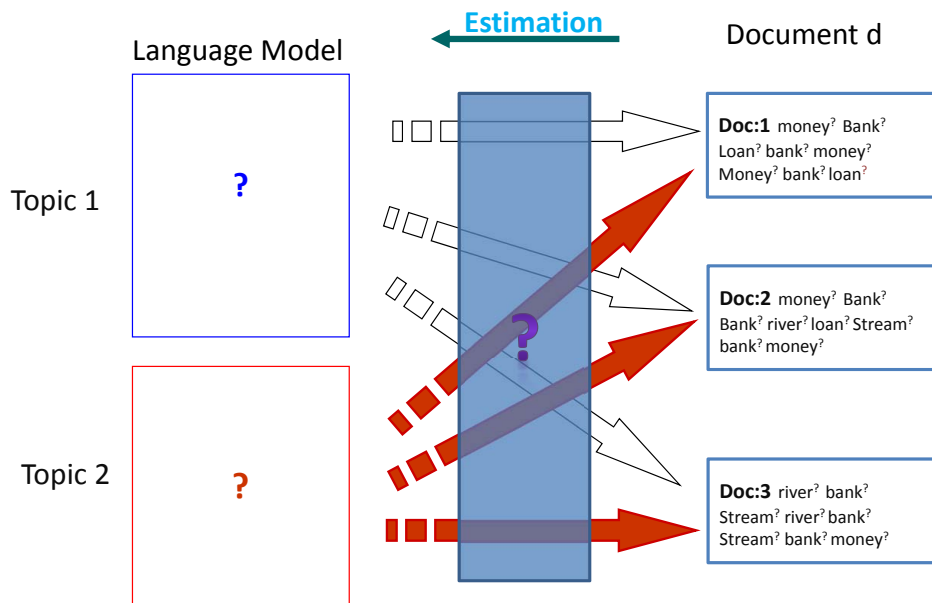 Estimation
Language Model
Document d
Topic 1
?
Doc:1 money? Bank?
Loan? bank? money?
Money? bank? loan?
Doc:2 money? Bank?
Bank? river? loan? Stream?
bank? money?
?
Topic 2
?
Doc:3 river? bank?
Stream? river? bank?
Stream? bank? money?